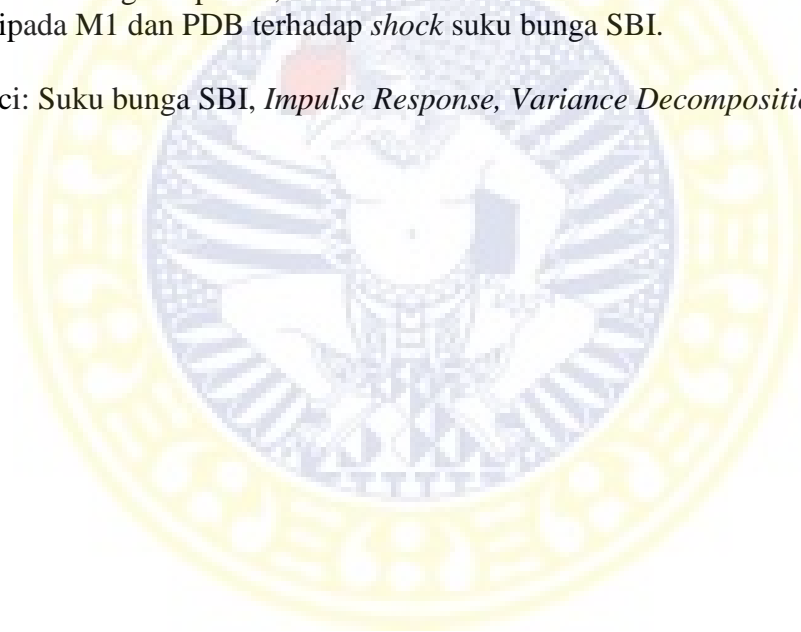 ipada M1 dan PDB terhadap shock suku bunga SBI.
ci: Suku bunga SBI, Impulse Response, Variance Decompositio